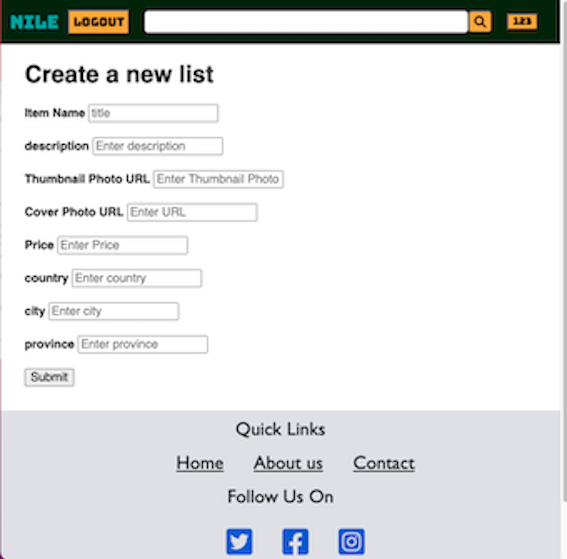 NILE LOGOUT 123
Create a new list
Item Name title
description Enter description
Thumbnail Photo URL Enter Thumbnail Photo
Cover Photo URL Enter URL
Price Enter Price
country Enter country
city Enter city
province Enter province
Submit
Quick Links
Home About us Contact
Follow Us On